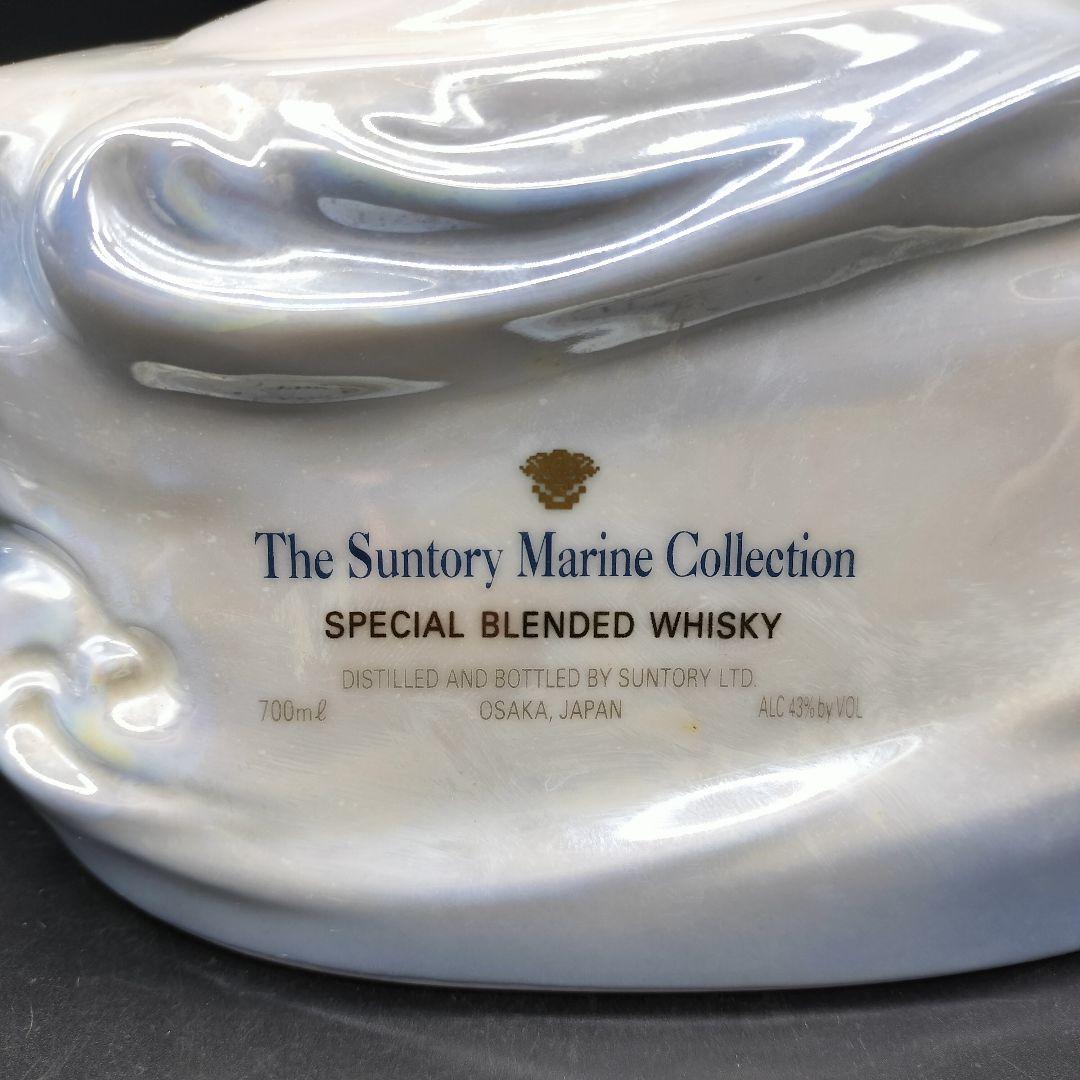 The Suntory Marine Collection
SPECIAL BLENDED WHISKY
DISTILLED AND BOTTLED BY SUNTORY LTD.
700mℓ OSAKA, JAPAN ALC 43% by VOL